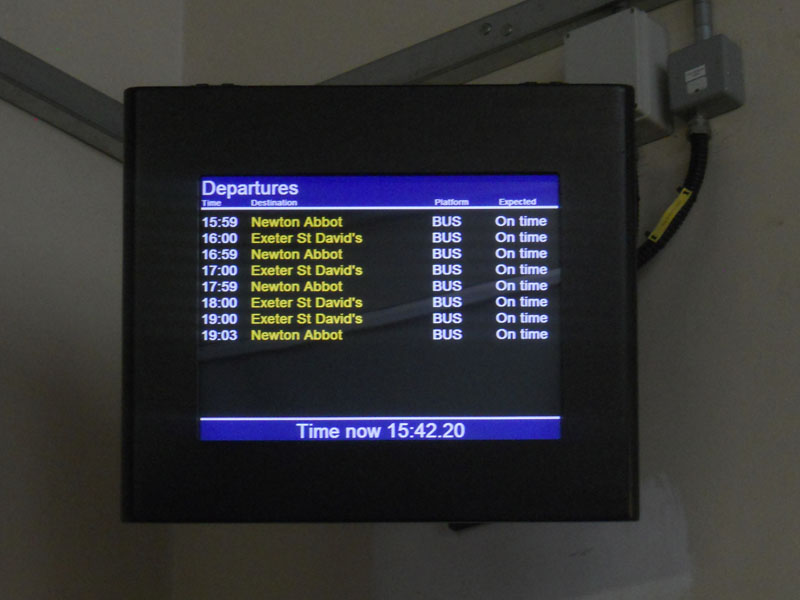 Departures
Time Destination Platform Expected
15:59 Newton Abbot BUS On time
16:00 Exeter St David's BUS On time
16:59 Newton Abbot BUS On time
17:00 Exeter St David's BUS On time
17:59 Newton Abbot BUS On time
18:00 Exeter St David's BUS On time
19:00 Exeter St David's BUS On time
19:03 Newton Abbot BUS On time
Time now 15:42.20